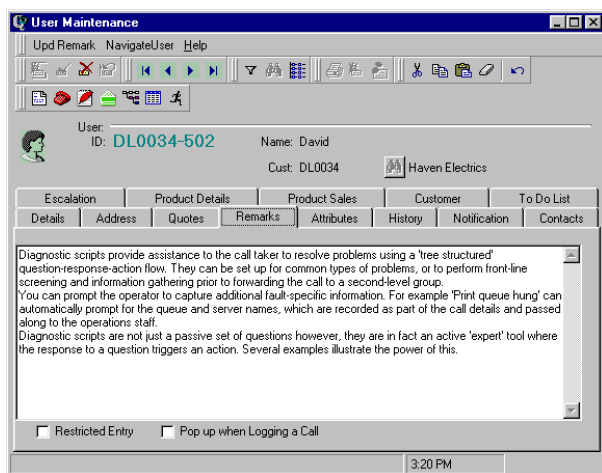 User Maintenance
Upd Remark NavigateUser Help
User:
ID: DL0034-502 Name: David
Cust: DL0034 Haven Electrics
Escalation Product Details Product Sales Customer To Do List
Details Address Quotes Remarks Attributes History Notification Contacts
Diagnostic scripts provide assistance to the call taker to resolve problems using a 'tree structured'
question-response-action flow. They can be set up for common types of problems, or to perform front-line
screening and information gathering prior to forwarding the call to a second-level group.
You can prompt the operator to capture additional fault-specific information. For example 'Print queue hung' can
automatically prompt for the queue and server names, which are recorded as part of the call details and passed
along to the operations staff.
Diagnostic scripts are not just a passive set of questions however, they are in fact an active 'expert' tool where
the response to a question triggers an action. Several examples illustrate the power of this.
Restricted Entry Pop up when Logging a Call
3:20 PM